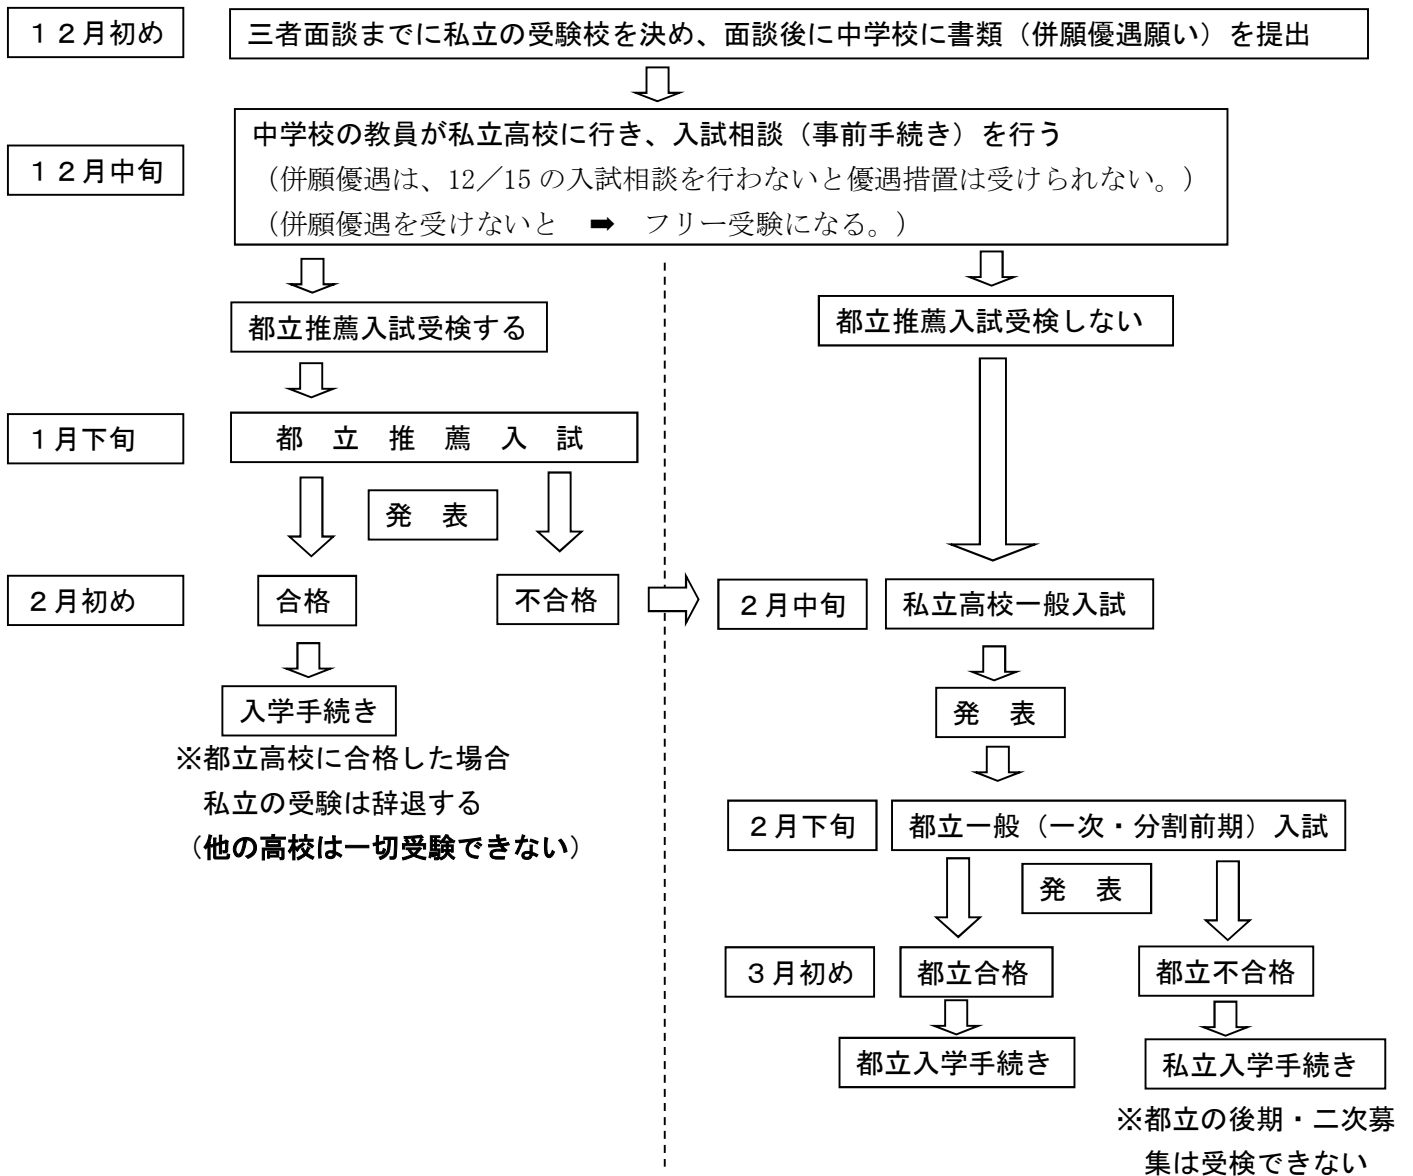 １２月初め
三者面談までに私立の受験校を決め、面談後に中学校に書類（併願優遇願い）を提出
１２月中旬
中学校の教員が私立高校に行き、入試相談（事前手続き）を行う
（併願優遇は、12／15 の入試相談を行わないと優遇措置は受けられない。）
（併願優遇を受けないと　➡　フリー受験になる。）
都立推薦入試受検する
都立推薦入試受検しない
１月下旬
都　立　推　薦　入　試
発　表
２月初め
合格
不合格
２月中旬
私立高校一般入試
入学手続き
発　表
※都立高校に合格した場合
私立の受験は辞退する
（他の高校は一切受験できない）
２月下旬
都立一般（一次・分割前期）入試
発　表
３月初め
都立合格
都立不合格
都立入学手続き
私立入学手続き
※都立の後期・二次募
集は受検できない